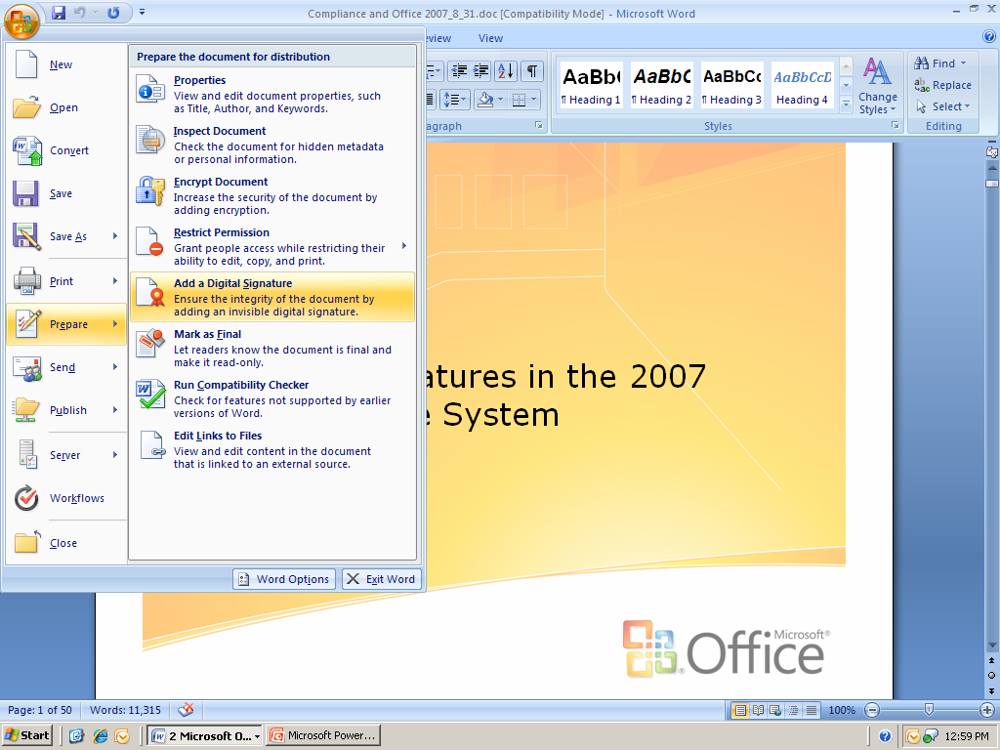 Compliance and Office 2007_8_31.doc [Compatibility Mode] - Microsoft Word
View
New
Open
Convert
Save
Save As
Print
Prepare
Send
Publish
Server
Workflows
Close
Prepare the document for distribution
Properties
View and edit document properties, such
as Title, Author, and Keywords.
Inspect Document
Check the document for hidden metadata
or personal information.
Encrypt Document
Increase the security of the document by
adding encryption.
Restrict Permission
Grant people access while restricting their
ability to edit, copy, and print.
Add a Digital Signature
Ensure the integrity of the document by
adding an invisible digital signature.
Mark as Final
Let readers know the document is final and
make it read-only.
Run Compatibility Checker
Check for features not supported by earlier
versions of Word.
Edit Links to Files
View and edit content in the document
that is linked to an external source.
Word Options
Exit Word
AaBb AaBbC AaBbCc AaBbCcD
¶ Heading 1 ¶ Heading 2 ¶ Heading 3 Heading 4
Change
Styles
Styles
Find
Replace
Select
Editing
atures in the 2007
System
Microsoft®
Office
Page: 1 of 50
Words: 11,315
100%
Start
2 Microsoft O...
Microsoft Power...
12:59 PM